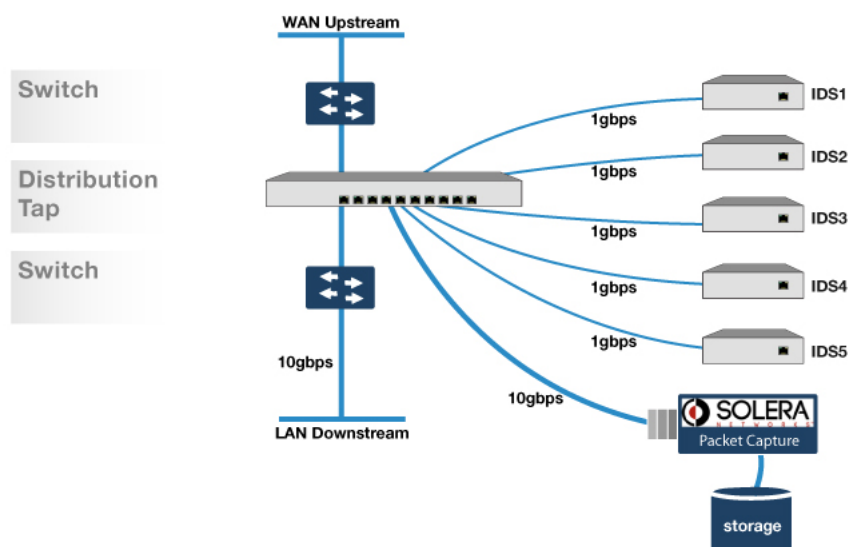 WAN Upstream
Switch
IDS1
1gbps
IDS2
1gbps
Distribution
Tap
IDS3
1gbps
Switch
IDS4
1gbps
IDS5
1gbps
10gbps
10gbps
LAN Downstream
SOLERA
NETWORKS
Packet Capture
storage